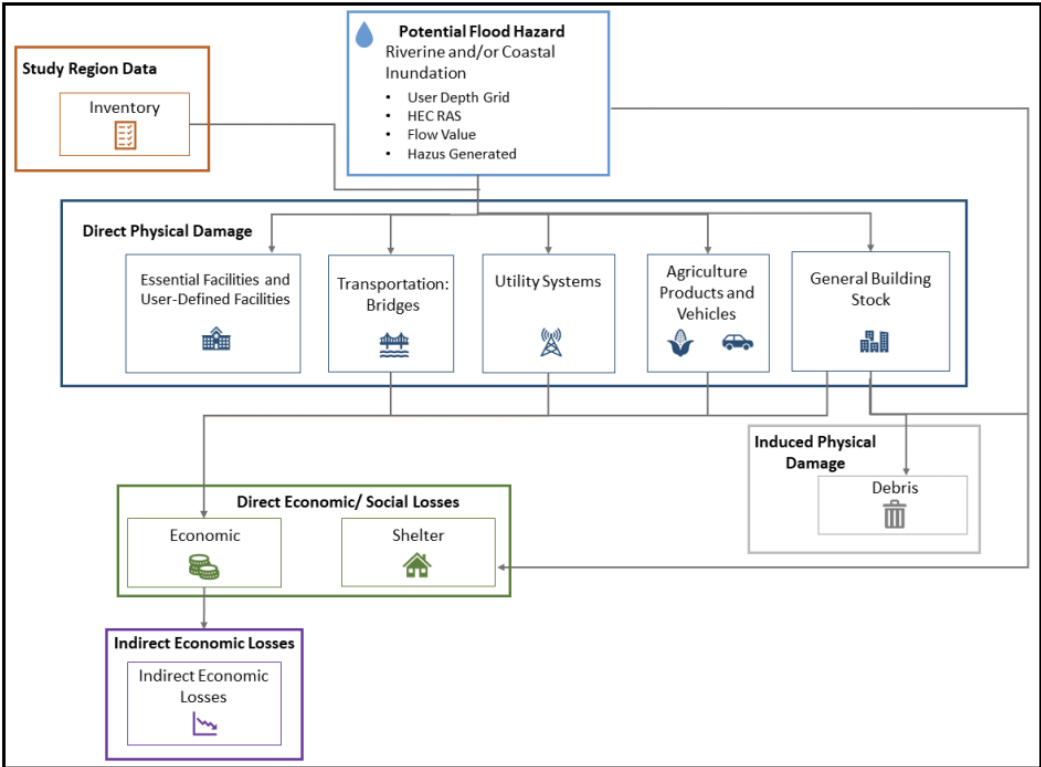 Potential Flood Hazard
Riverine and/or Coastal
Inundation
• User Depth Grid
• HEC RAS
• Flow Value
• Hazus Generated
Study Region Data
Inventory
Direct Physical Damage
Essential Facilities and
User-Defined Facilities
Transportation:
Bridges
Utility Systems
Agriculture
Products and
Vehicles
General Building
Stock
Induced Physical
Damage
Debris
Direct Economic/ Social Losses
Economic
Shelter
Indirect Economic Losses
Indirect Economic
Losses